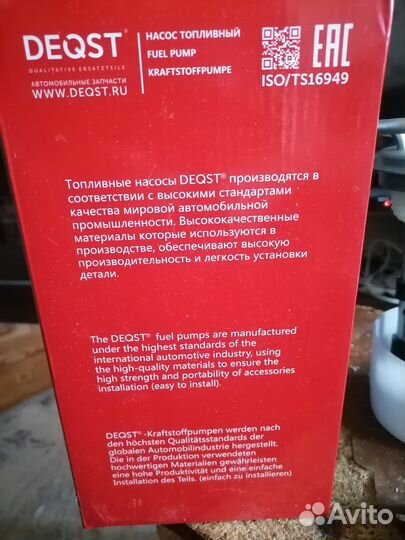 DEQST®
QUALITATIVE ERSATZTEILE
АВТОМОБИЛЬНЫЕ ЗАПЧАСТИ
WWW.DEQST.RU
НАСОС ТОПЛИВНЫЙ
FUEL PUMP
KRAFTSTOFFPUMPE
EAC
ISO/TS16949
Топливные насосы DEQST® производятся в
соответствии с высокими стандартами
качества мировой автомобильной
промышленности. Высококачественные
материалы которые используются в
производстве, обеспечивают высокую
производительность и легкость установки
детали.
The DEQST® fuel pumps are manufactured
under the highest standards of the
international automotive industry, using
the high-quality materials to ensure the
high strength and portability of accessories
installation (easy to install).
DEQST®-Kraftstoffpumpen werden nach
den höchsten Qualitätsstandards der
globalen Automobilindustrie hergestellt.
Die in der Produktion verwendeten
hochwertigen Materialien gewährleisten
eine hohe Produktivität und eine einfache
Installation des Teils. (einfach zu installieren)
Avito